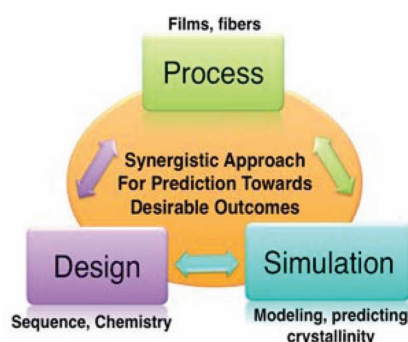 Films, fibers
Process
Synergistic Approach
For Prediction Towards
Desirable Outcomes
Design
Simulation
Sequence, Chemistry
Modeling, predicting
crystallinity